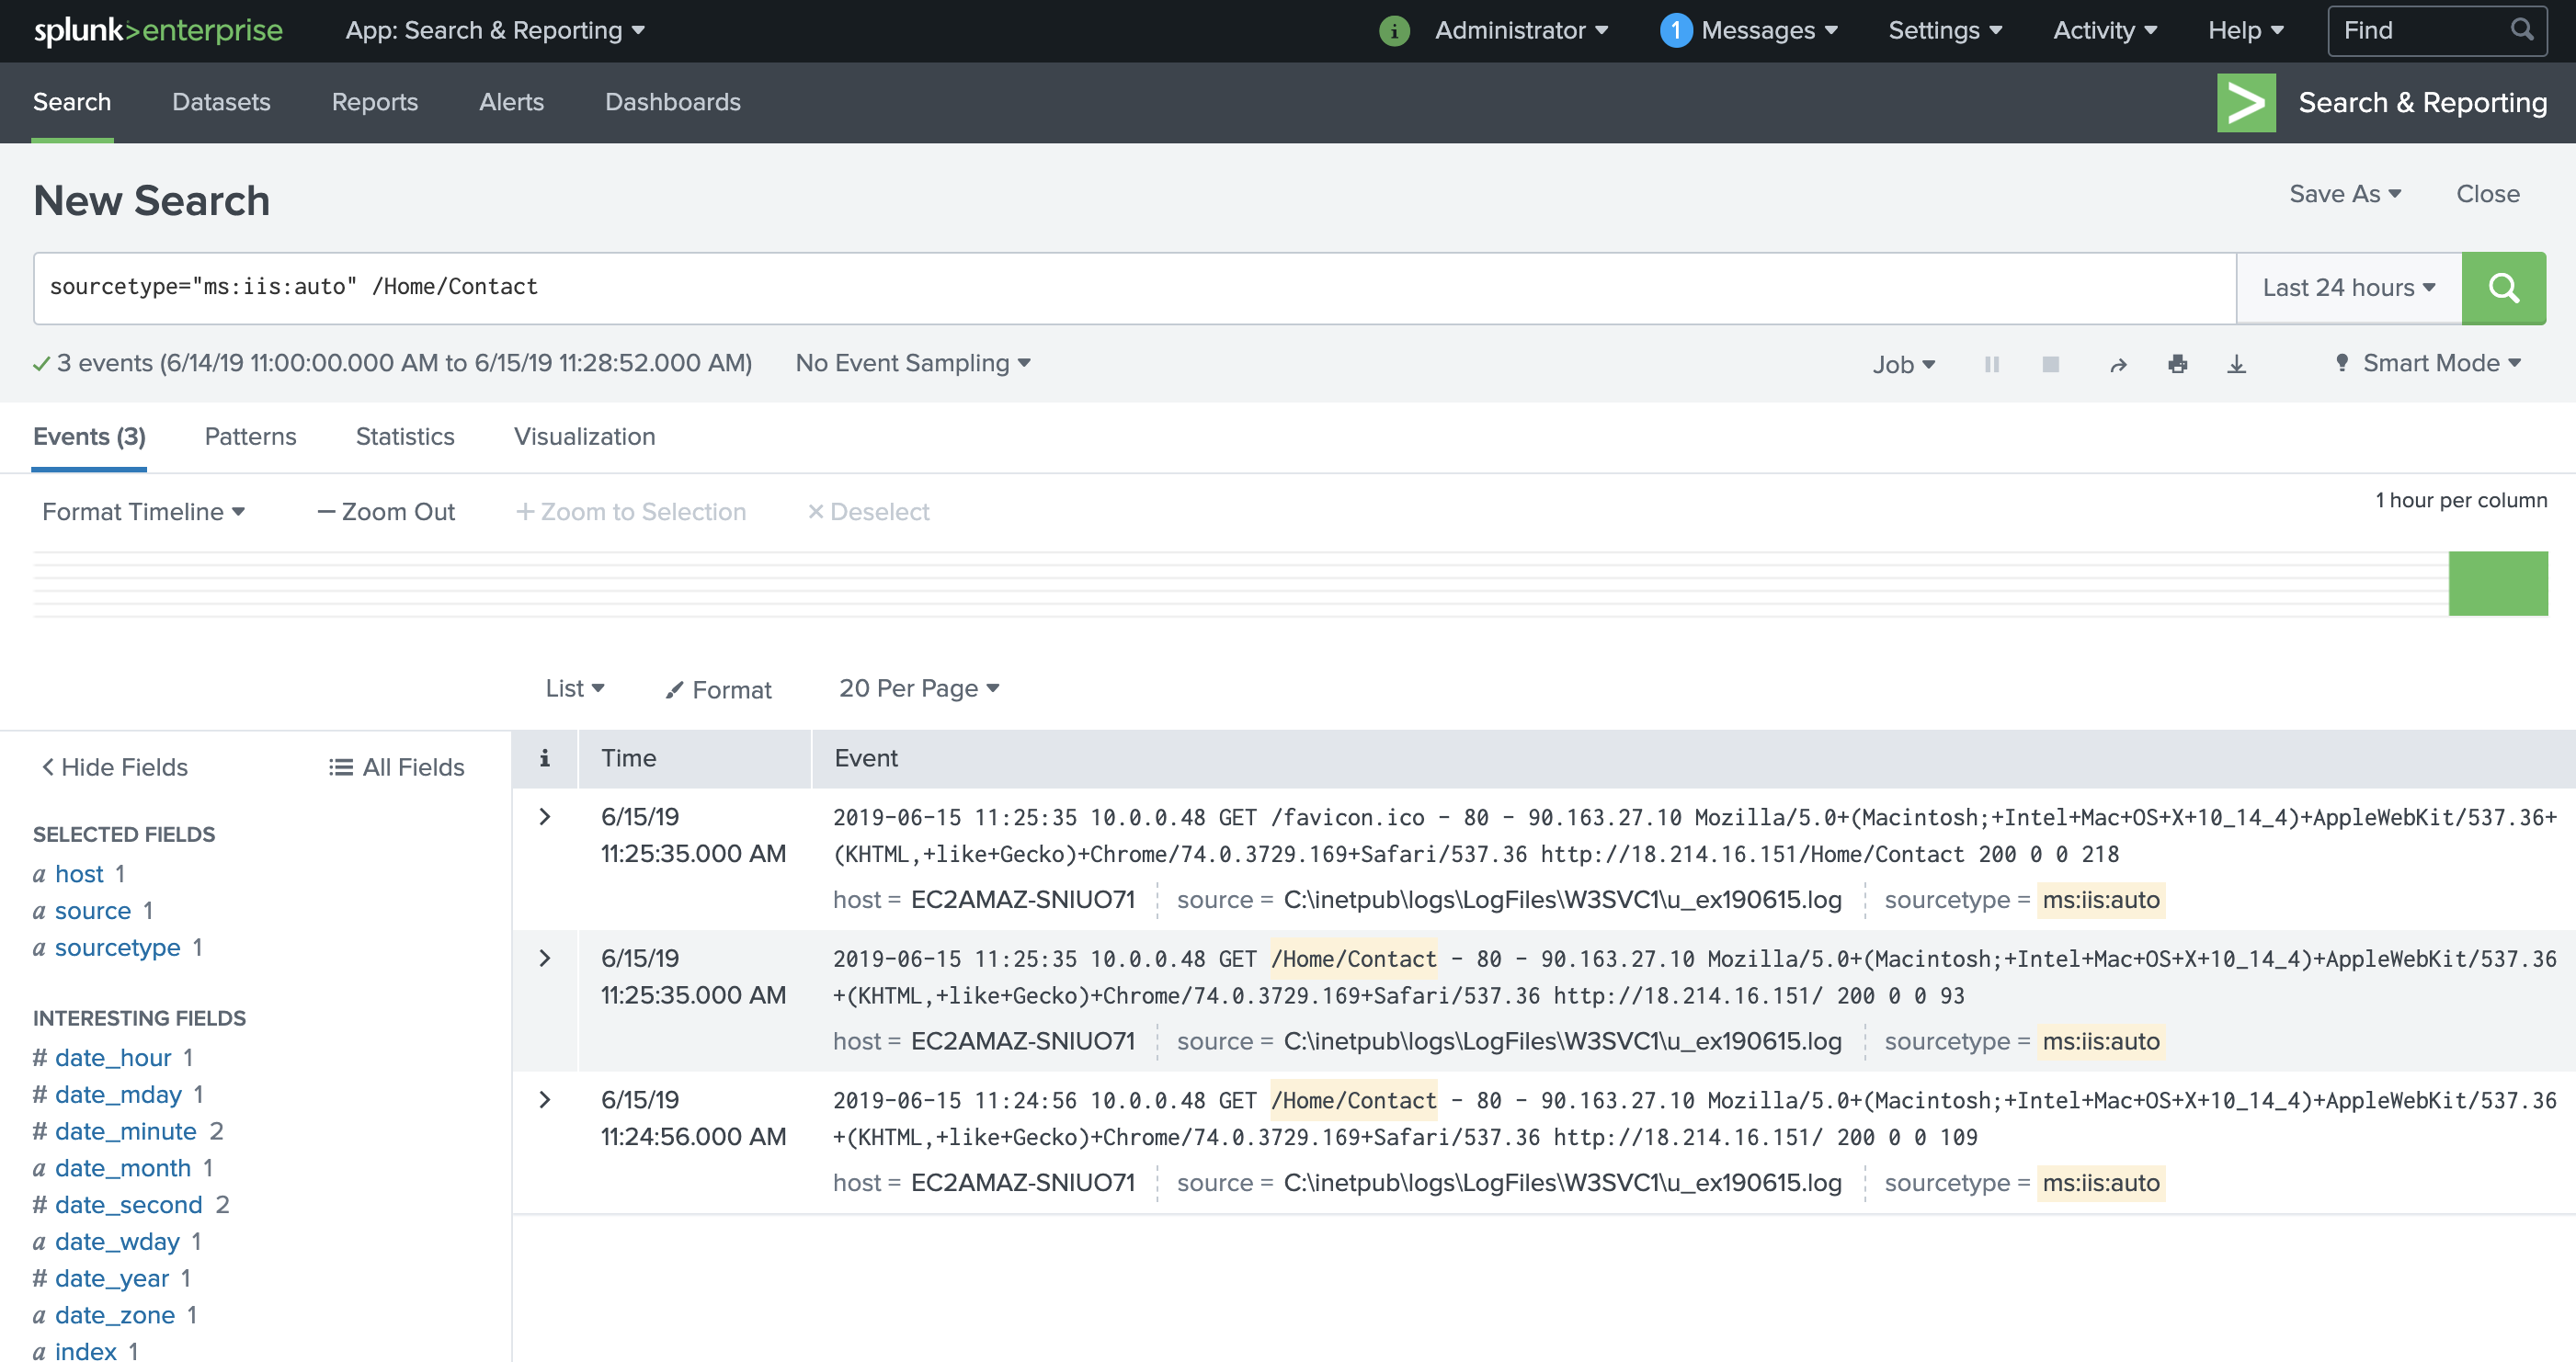 splunk>enterprise App: Search & Reporting i Administrator 1 Messages Settings Activity Help Find
Search Datasets Reports Alerts Dashboards > Search & Reporting
New Search Save As Close
sourcetype="ms:iis:auto" /Home/Contact Last 24 hours
3 events (6/14/19 11:00:00.000 AM to 6/15/19 11:28:52.000 AM) No Event Sampling Job Smart Mode
Events (3) Patterns Statistics Visualization
Format Timeline — Zoom Out + Zoom to Selection × Deselect 1 hour per column
List Format 20 Per Page
< Hide Fields All Fields
SELECTED FIELDS
a host 1
a source 1
a sourcetype 1
INTERESTING FIELDS
# date_hour 1
# date_mday 1
# date_minute 2
a date_month 1
# date_second 2
a date_wday 1
# date_year 1
a date_zone 1
a index 1
i Time Event
6/15/19
11:25:35.000 AM
2019-06-15 11:25:35 10.0.0.48 GET /favicon.ico - 80 - 90.163.27.10 Mozilla/5.0+(Macintosh;+Intel+Mac+OS+X+10_14_4)+AppleWebKit/537.36+
(KHTML,+like+Gecko)+Chrome/74.0.3729.169+Safari/537.36 http://18.214.16.151/Home/Contact 200 0 0 218
host = EC2AMAZ-SNIUO71 source = C:\inetpub\logs\LogFiles\W3SVC1\u_ex190615.log sourcetype = ms:iis:auto
6/15/19
11:25:35.000 AM
2019-06-15 11:25:35 10.0.0.48 GET /Home/Contact - 80 - 90.163.27.10 Mozilla/5.0+(Macintosh;+Intel+Mac+OS+X+10_14_4)+AppleWebKit/537.36
+(KHTML,+like+Gecko)+Chrome/74.0.3729.169+Safari/537.36 http://18.214.16.151/ 200 0 0 93
host = EC2AMAZ-SNIUO71 source = C:\inetpub\logs\LogFiles\W3SVC1\u_ex190615.log sourcetype = ms:iis:auto
6/15/19
11:24:56.000 AM
2019-06-15 11:24:56 10.0.0.48 GET /Home/Contact - 80 - 90.163.27.10 Mozilla/5.0+(Macintosh;+Intel+Mac+OS+X+10_14_4)+AppleWebKit/537.36
+(KHTML,+like+Gecko)+Chrome/74.0.3729.169+Safari/537.36 http://18.214.16.151/ 200 0 0 109
host = EC2AMAZ-SNIUO71 source = C:\inetpub\logs\LogFiles\W3SVC1\u_ex190615.log sourcetype = ms:iis:auto